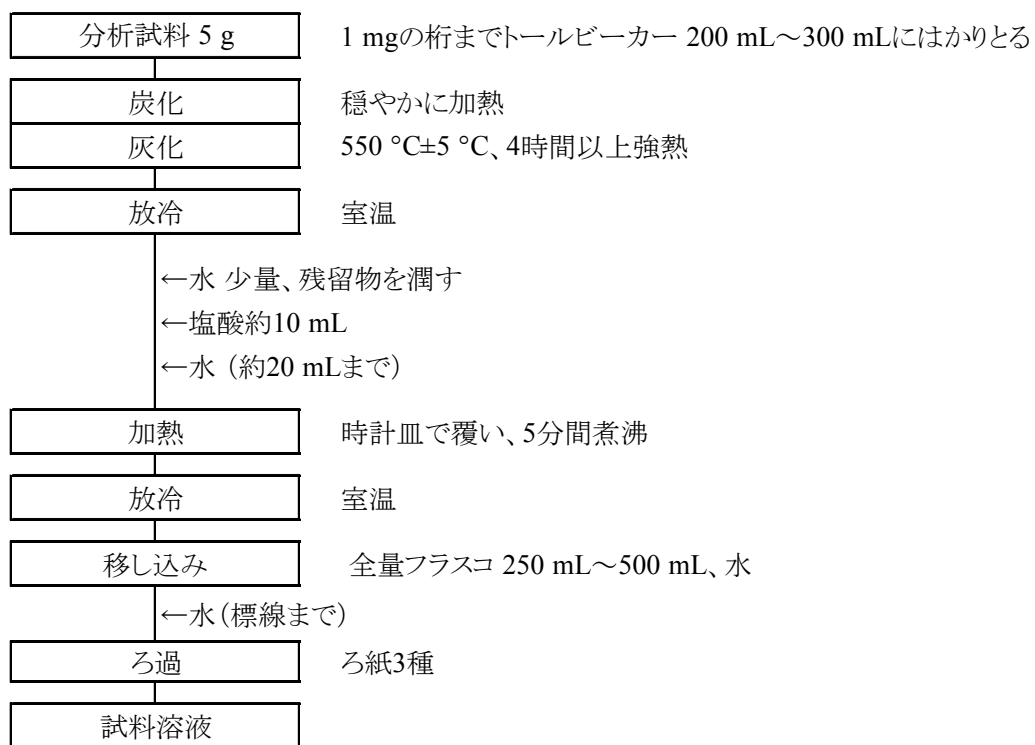 分析試料 5 g 1 mgの桁までトールビーカー 200 mL～300 mLにはかりとる
炭化 穏やかに加熱
灰化 550 °C±5 °C、4時間以上強熱
放冷 室温
←水 少量、残留物を潤す
←塩酸約10 mL
←水 （約20 mLまで）
加熱 時計皿で覆い、5分間煮沸
放冷 室温
移し込み 全量フラスコ 250 mL～500 mL、水
←水（標線まで）
ろ過 ろ紙3種
試料溶液